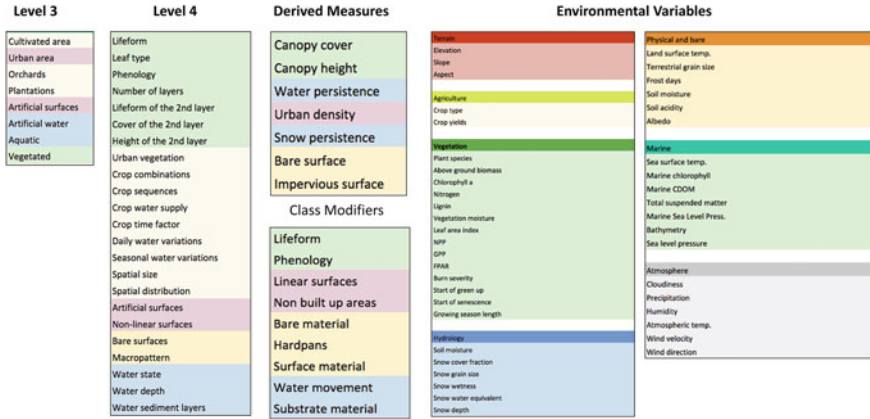 Level 3
Cultivated area
Urban area
Orchards
Plantations
Artificial surfaces
Artificial water
Aquatic
Vegetated
Level 4
Lifeform
Leaf type
Phenology
Number of layers
Lifeform of the 2nd layer
Cover of the 2nd layer
Height of the 2nd layer
Urban vegetation
Crop combinations
Crop sequences
Crop water supply
Crop time factor
Daily water variations
Seasonal water variations
Spatial size
Spatial distribution
Artificial surfaces
Non-linear surfaces
Bare surfaces
Macropattern
Water state
Water depth
Water sediment layers
Derived Measures
Canopy cover
Canopy height
Water persistence
Urban density
Snow persistence
Bare surface
Impervious surface
Class Modifiers
Lifeform
Phenology
Linear surfaces
Non built up areas
Bare material
Hardpans
Surface material
Water movement
Substrate material
Environmental Variables
Terrain
Elevation
Slope
Aspect
Agriculture
Crop type
Crop yields
Vegetation
Plant species
Above ground biomass
Chlorophyll a
Nitrogen
Lignin
Vegetation moisture
Leaf area index
NPP
GPP
FPAR
Burn severity
Start of green up
Start of senescence
Growing season length
Hydrology
Soil moisture
Snow cover fraction
Snow grain size
Snow wetness
Snow water equivalent
Snow depth
Physical and bare
Land surface temp.
Terrestrial grain size
Frost days
Soil moisture
Soil acidity
Albedo
Marine
Sea surface temp.
Marine chlorophyll
Marine CDOM
Total suspended matter
Marine Sea Level Press.
Bathymetry
Sea level pressure
Atmosphere
Cloudiness
Precipitation
Humidity
Atmospheric temp.
Wind velocity
Wind direction